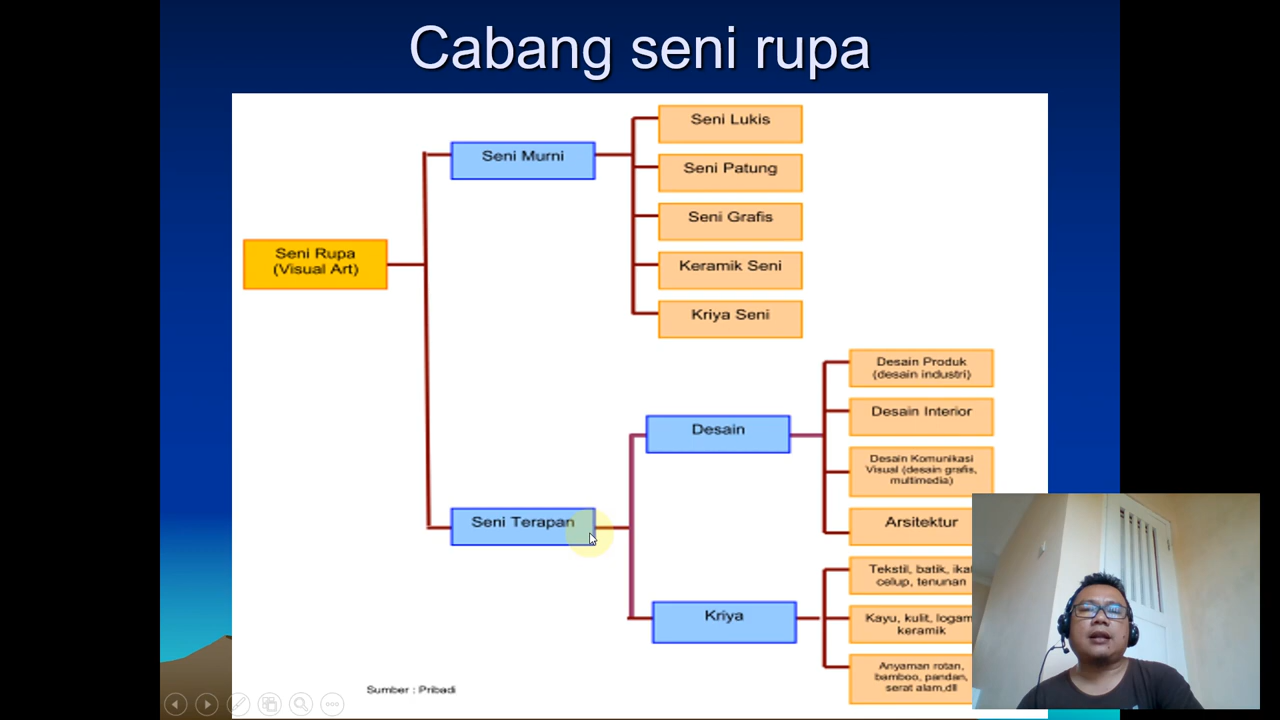 Cabang seni rupa
Seni Rupa
(Visual Art)
Seni Murni
Seni Lukis
Seni Patung
Seni Grafis
Keramik Seni
Kriya Seni
Seni Terapan
Desain
Desain Produk
(desain industri)
Desain Interior
Desain Komunikasi
Visual (desain grafis,
multimedia)
Arsitektur
Kriya
Tekstil, batik, ikat
celup, tenunan
Kayu, kulit, logam
keramik
Anyaman rotan,
bamboo, pandan,
serat alam,dll
Sumber : Pribadi